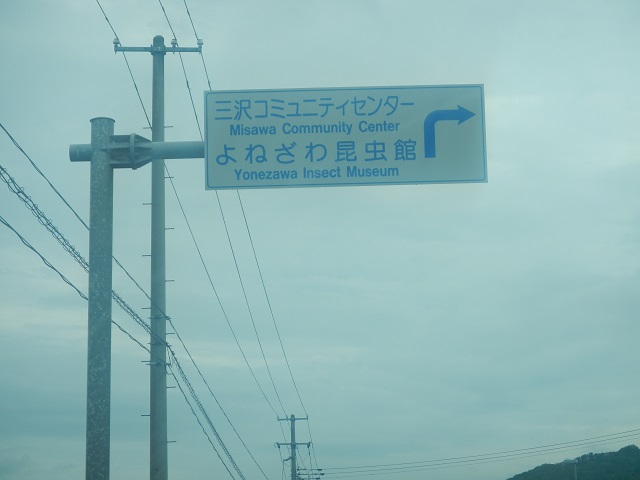 三沢コミュニティセンター
Misawa Community Center
よねざわ昆虫館
Yonezawa Insect Museum